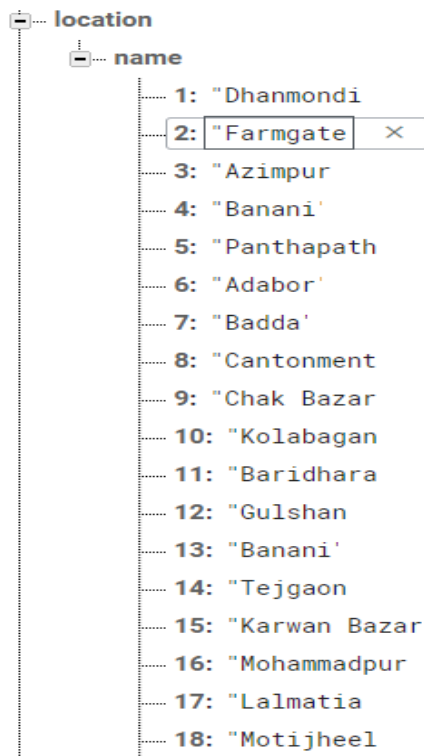 location
name
1: "Dhanmondi
2: "Farmgate ×
3: "Azimpur
4: "Banani'
5: "Panthapath
6: "Adabor'
7: "Badda'
8: "Cantonment
9: "Chak Bazar
10: "Kolabagan
11: "Baridhara
12: "Gulshan
13: "Banani'
14: "Tejgaon
15: "Karwan Bazar
16: "Mohammadpur
17: "Lalmatia
18: "Motijheel